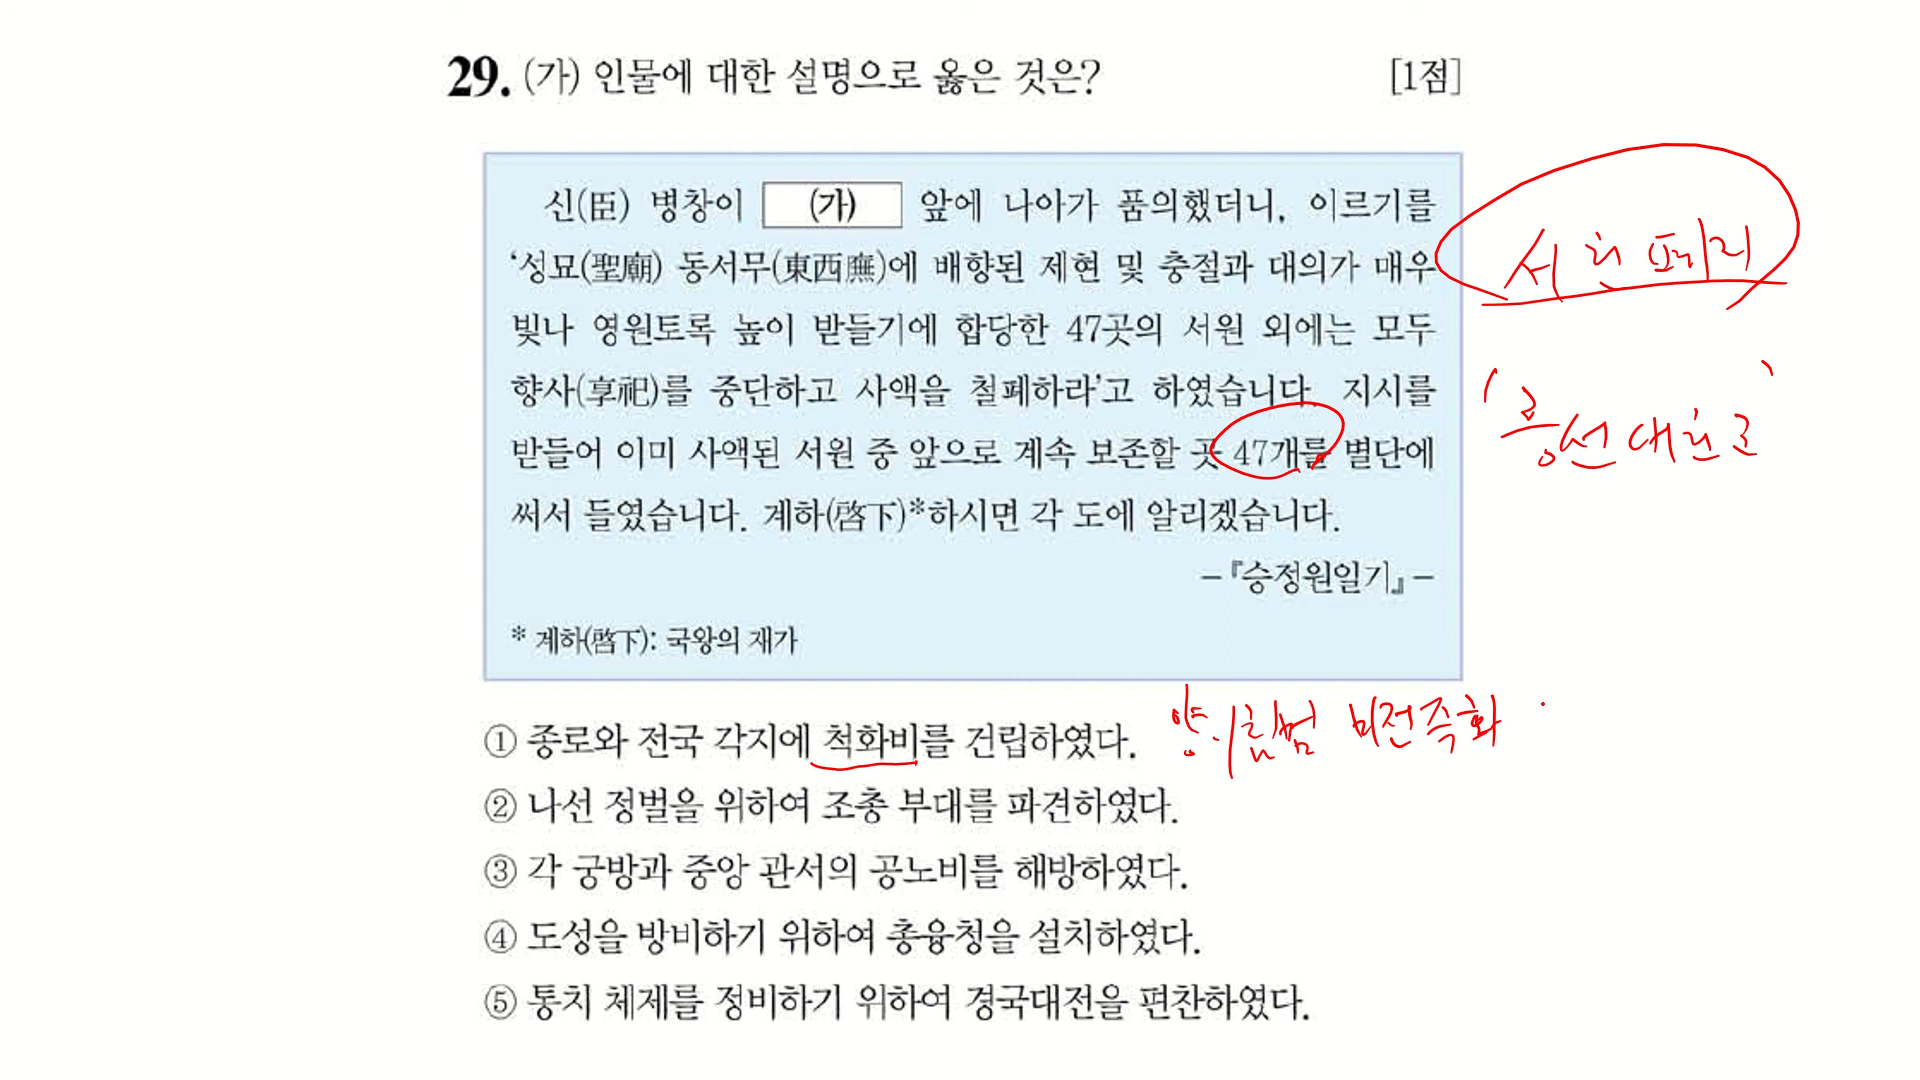 29. (가) 인물에 대한 설명으로 옳은 것은? [1점]
신(臣) 병창이 (가) 앞에 나아가 품의했더니, 이르기를
‘성묘(聖廟) 동서무(東西廡)에 배향된 제현 및 충절과 대의가 매우
빛나 영원토록 높이 받들기에 합당한 47곳의 서원 외에는 모두
향사(享祀)를 중단하고 사액을 철폐하라’고 하였습니다. 지시를
받들어 이미 사액된 서원 중 앞으로 계속 보존할 곳 47개를 별단에
써서 들였습니다. 계하(啓下)*하시면 각 도에 알리겠습니다.
-『승정원일기』-
* 계하(啓下): 국왕의 재가
서원 폐리
‘흥선대원군’
① 종로와 전국 각지에 척화비를 건립하였다. 양이침범 비전즉화
② 나선 정벌을 위하여 조총 부대를 파견하였다.
③ 각 궁방과 중앙 관서의 공노비를 해방하였다.
④ 도성을 방비하기 위하여 총융청을 설치하였다.
⑤ 통치 체제를 정비하기 위하여 경국대전을 편찬하였다.